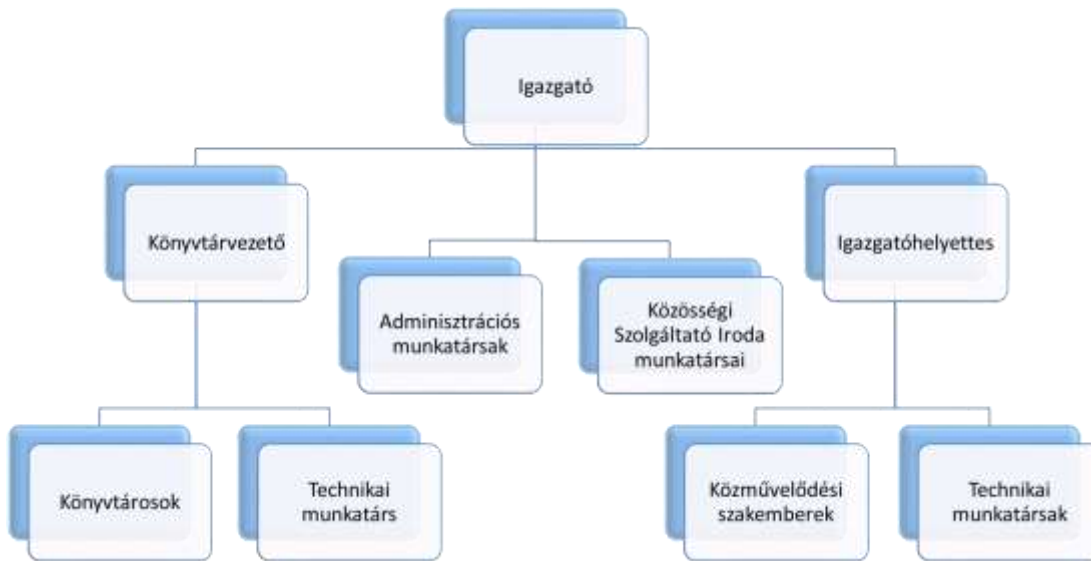 Igazgató
Könyvtárvezető
Igazgatóhelyettes
Adminisztrációs
munkatársak
Közösségi
Szolgáltató Iroda
munkatársai
Könyvtárosok
Technikai
munkatárs
Közművelődési
szakemberek
Technikai
munkatársak